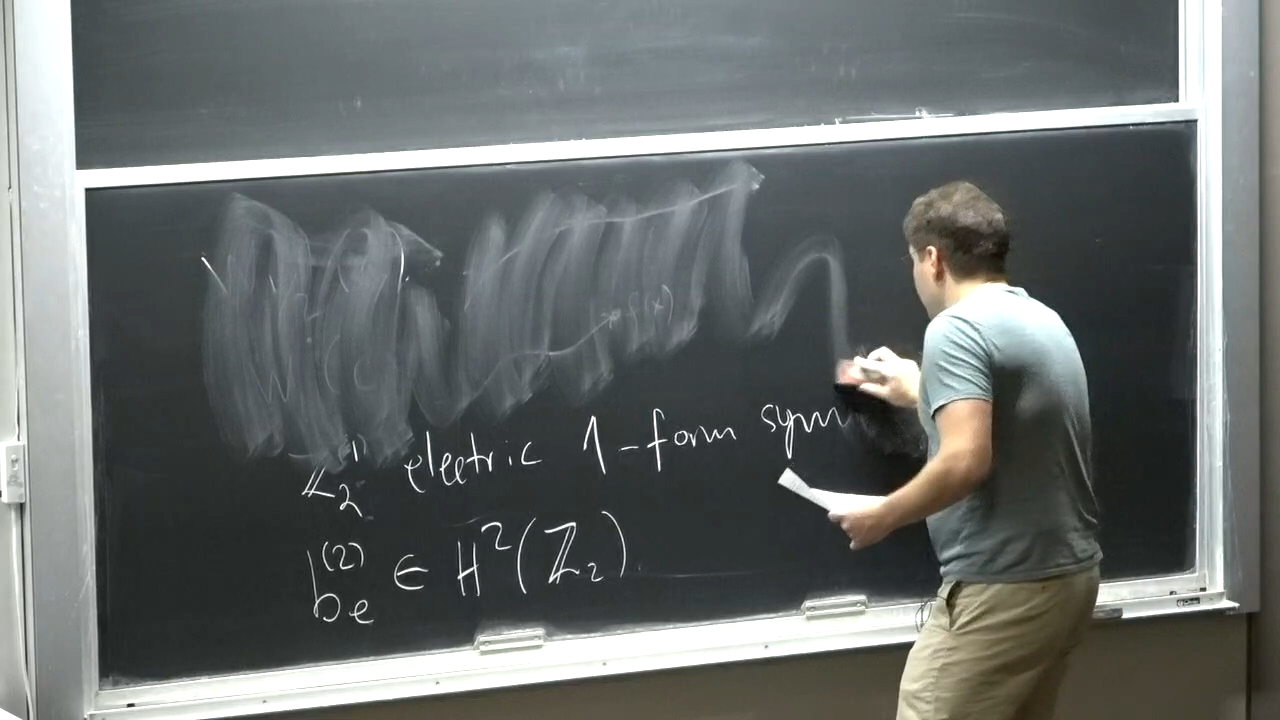 f(x)
ℤ₂⁽¹⁾ electric 1-form sym
b_e^{(2)} ∈ H²(ℤ₂).